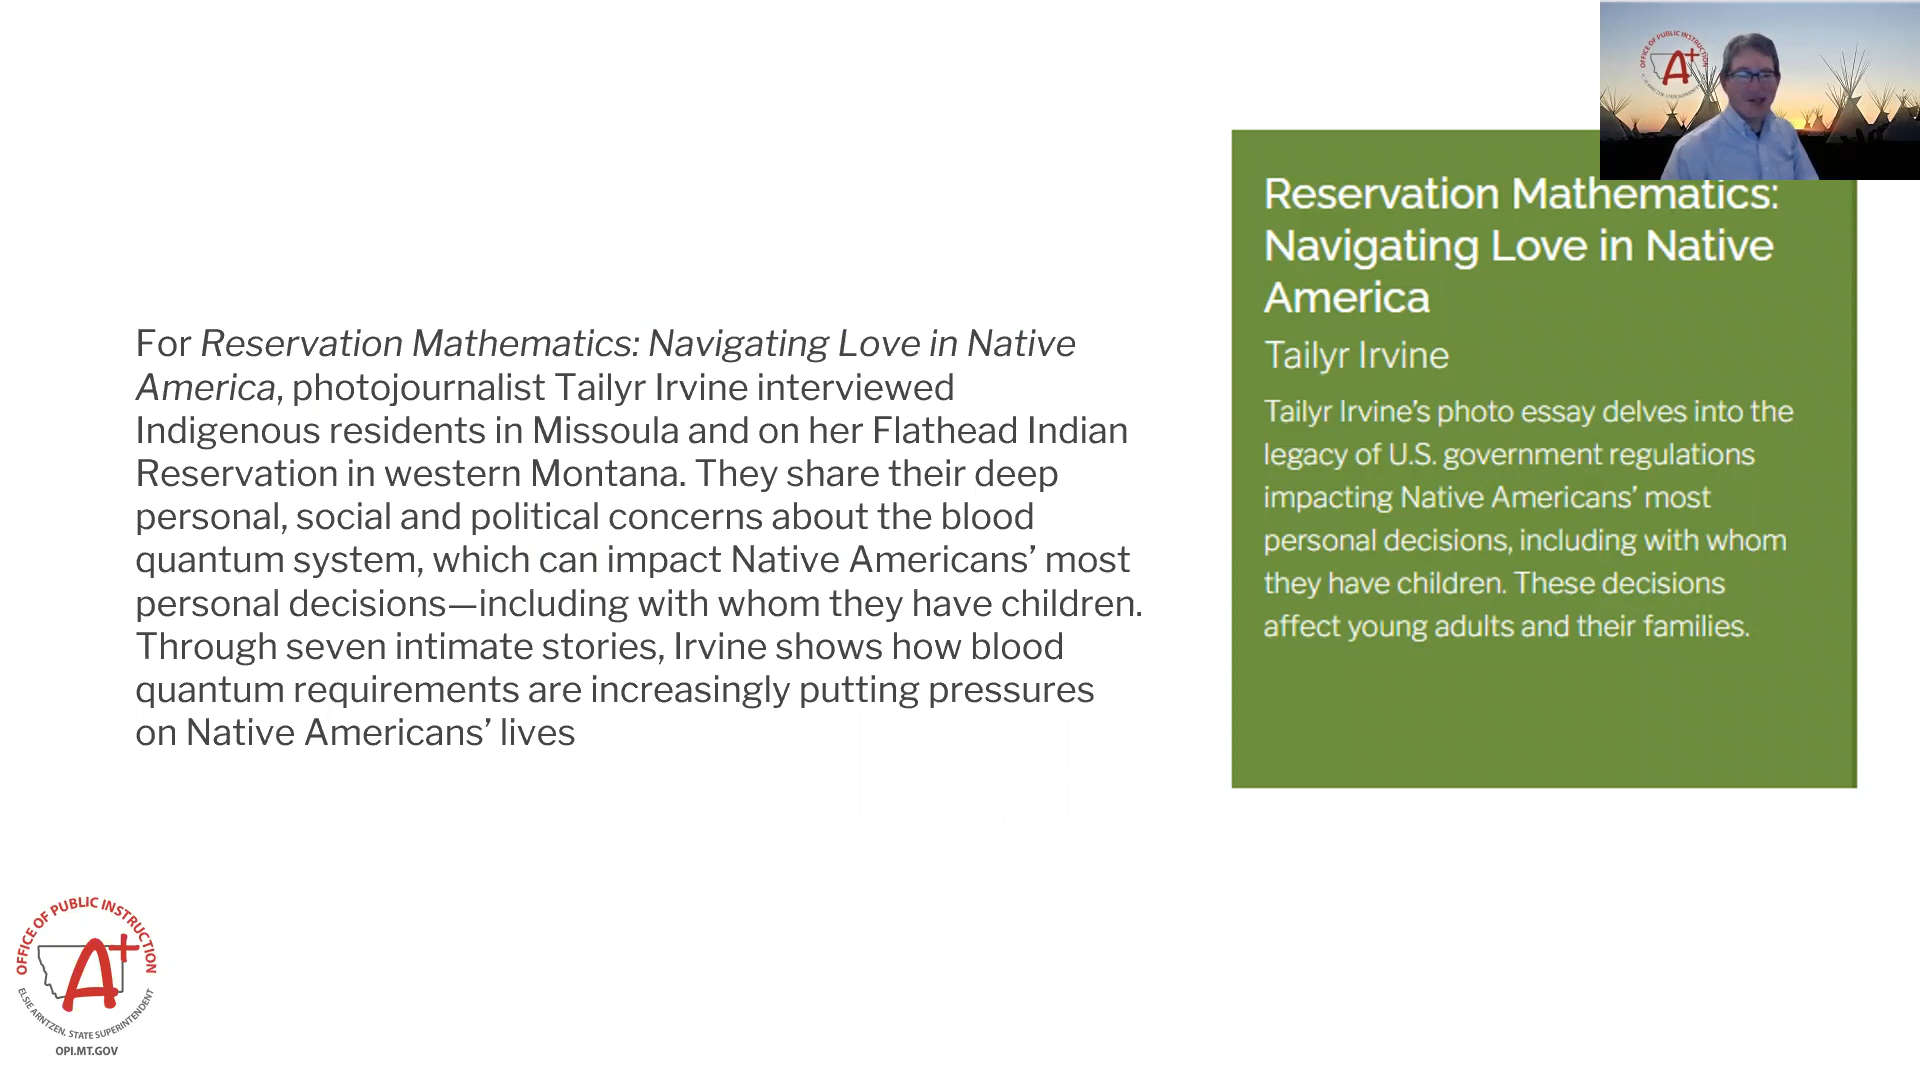 For Reservation Mathematics: Navigating Love in Native
America, photojournalist Tailyr Irvine interviewed
Indigenous residents in Missoula and on her Flathead Indian
Reservation in western Montana. They share their deep
personal, social and political concerns about the blood
quantum system, which can impact Native Americans’ most
personal decisions—including with whom they have children.
Through seven intimate stories, Irvine shows how blood
quantum requirements are increasingly putting pressures
on Native Americans’ lives
Reservation Mathematics:
Navigating Love in Native
America
Tailyr Irvine
Tailyr Irvine’s photo essay delves into the
legacy of U.S. government regulations
impacting Native Americans’ most
personal decisions, including with whom
they have children. These decisions
affect young adults and their families.
OFFICE OF PUBLIC INSTRUCTION
A+
OFFICE OF PUBLIC INSTRUCTION
A+
ELSIE ARNTZEN, STATE SUPERINTENDENT
OPI.MT.GOV